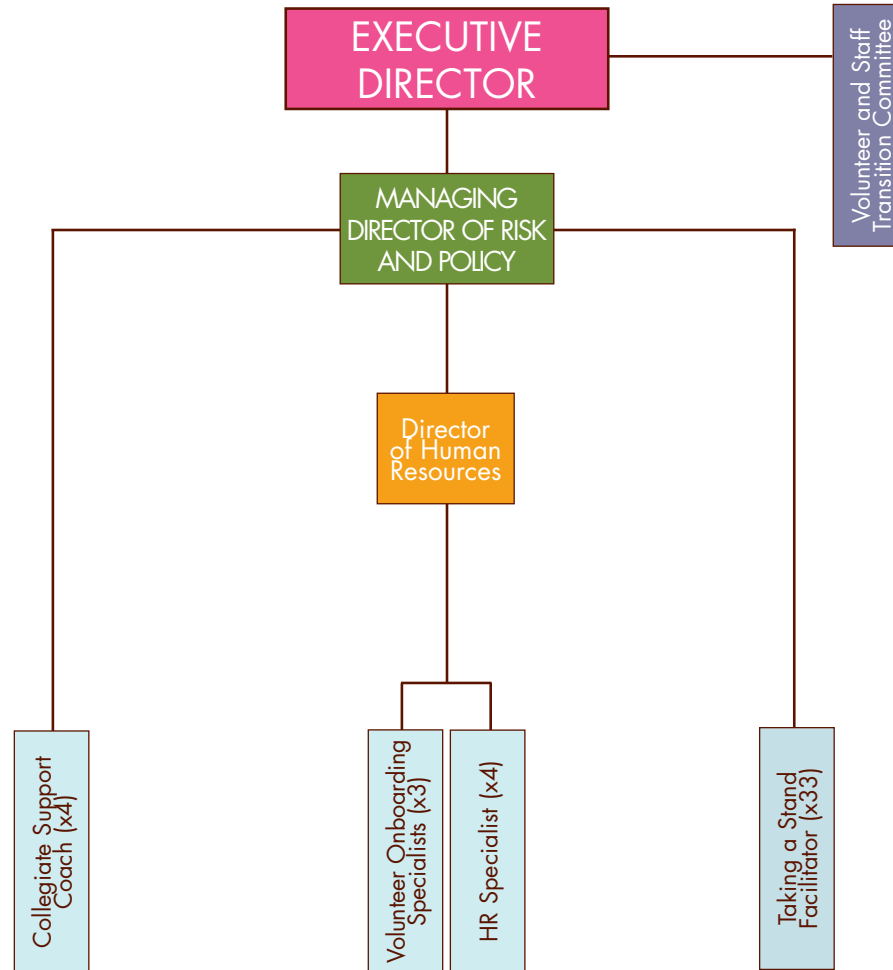 EXECUTIVE
DIRECTOR
Volunteer and Staff
Transition Committee
MANAGING
DIRECTOR OF RISK
AND POLICY
Director
of Human
Resources
Collegiate Support
Coach (x4)
Volunteer Onboarding
Specialists (x3)
HR Specialist (x4)
Taking a Stand
Facilitator (x33)